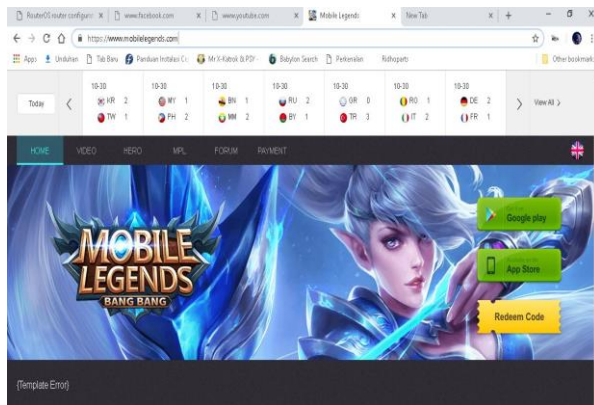 RouterOS router configurar
www.facebook.com
www.youtube.com
Mobile Legends
New Tab
https://www.mobilelegends.com
Apps
Unduhan
Tab Baru
Panduan Instalasi C
Babylon Search
Perkenalan
Ridhoparts
Other bookmark
Today
10-30 10-30 10-30 10-30 10-30 10-30 10-30
KR 2 MY 1 BN 1 RU 2 GR 0 RO 1 DE 2
TW 1 PH 2 MM 2 BY 1 TR 3 IT 2 FR 1
View All >
HOME VIDEO HERO MPL FORUM PAYMENT
MOBILE
LEGENDS
BANG BANG
Google play
App Store
Redeem Code
{Template Error}